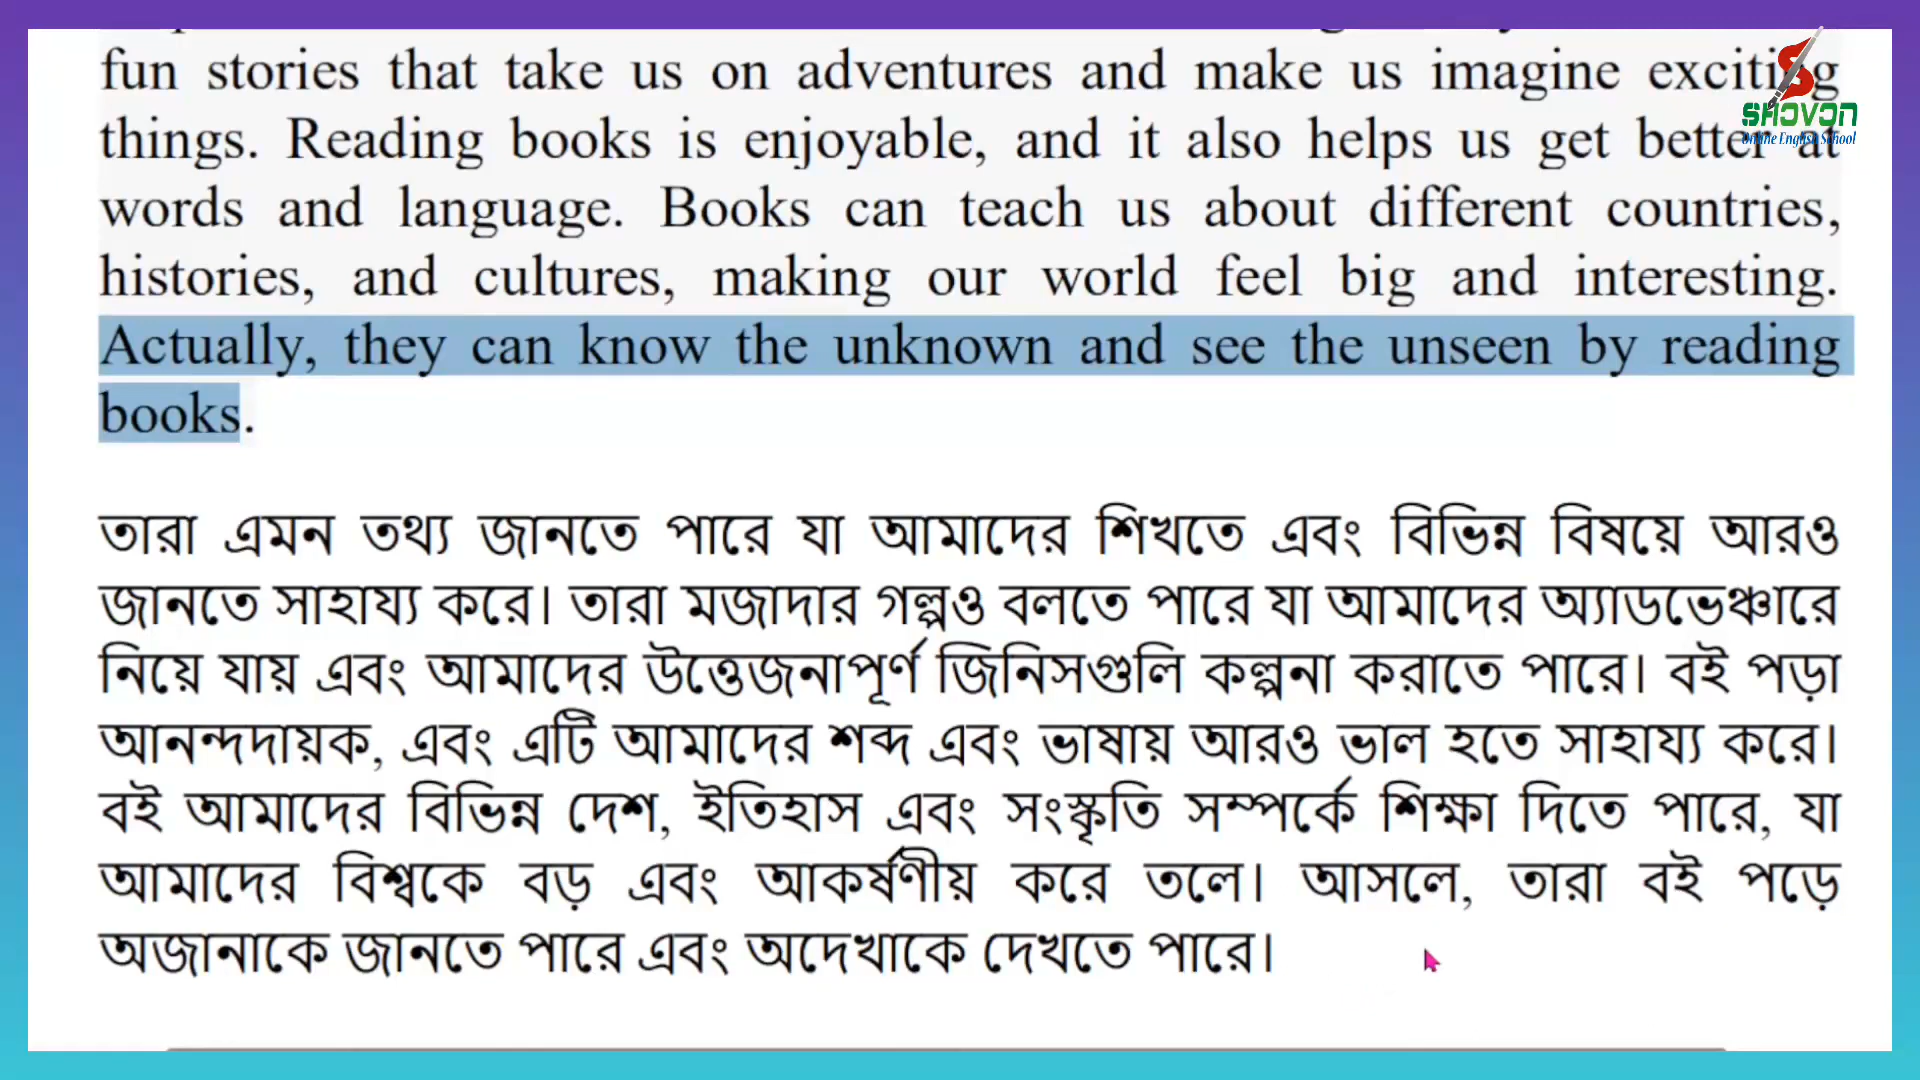 fun stories that take us on adventures and make us imagine exciting
things. Reading books is enjoyable, and it also helps us get better at
words and language. Books can teach us about different countries,
histories, and cultures, making our world feel big and interesting.
Actually, they can know the unknown and see the unseen by reading
books.
SHOVON
Online English School
তারা এমন তথ্য জানতে পারে যা আমাদের শিখতে এবং বিভিন্ন বিষয়ে আরও
জানতে সাহায্য করে। তারা মজাদার গল্পও বলতে পারে যা আমাদের অ্যাডভেঞ্চারে
নিয়ে যায় এবং আমাদের উত্তেজনাপূর্ণ জিনিসগুলি কল্পনা করাতে পারে। বই পড়া
আনন্দদায়ক, এবং এটি আমাদের শব্দ এবং ভাষায় আরও ভাল হতে সাহায্য করে।
বই আমাদের বিভিন্ন দেশ, ইতিহাস এবং সংস্কৃতি সম্পর্কে শিক্ষা দিতে পারে, যা
আমাদের বিশ্বকে বড় এবং আকর্ষণীয় করে তলে। আসলে, তারা বই পড়ে
অজানাকে জানতে পারে এবং অদেখাকে দেখতে পারে।